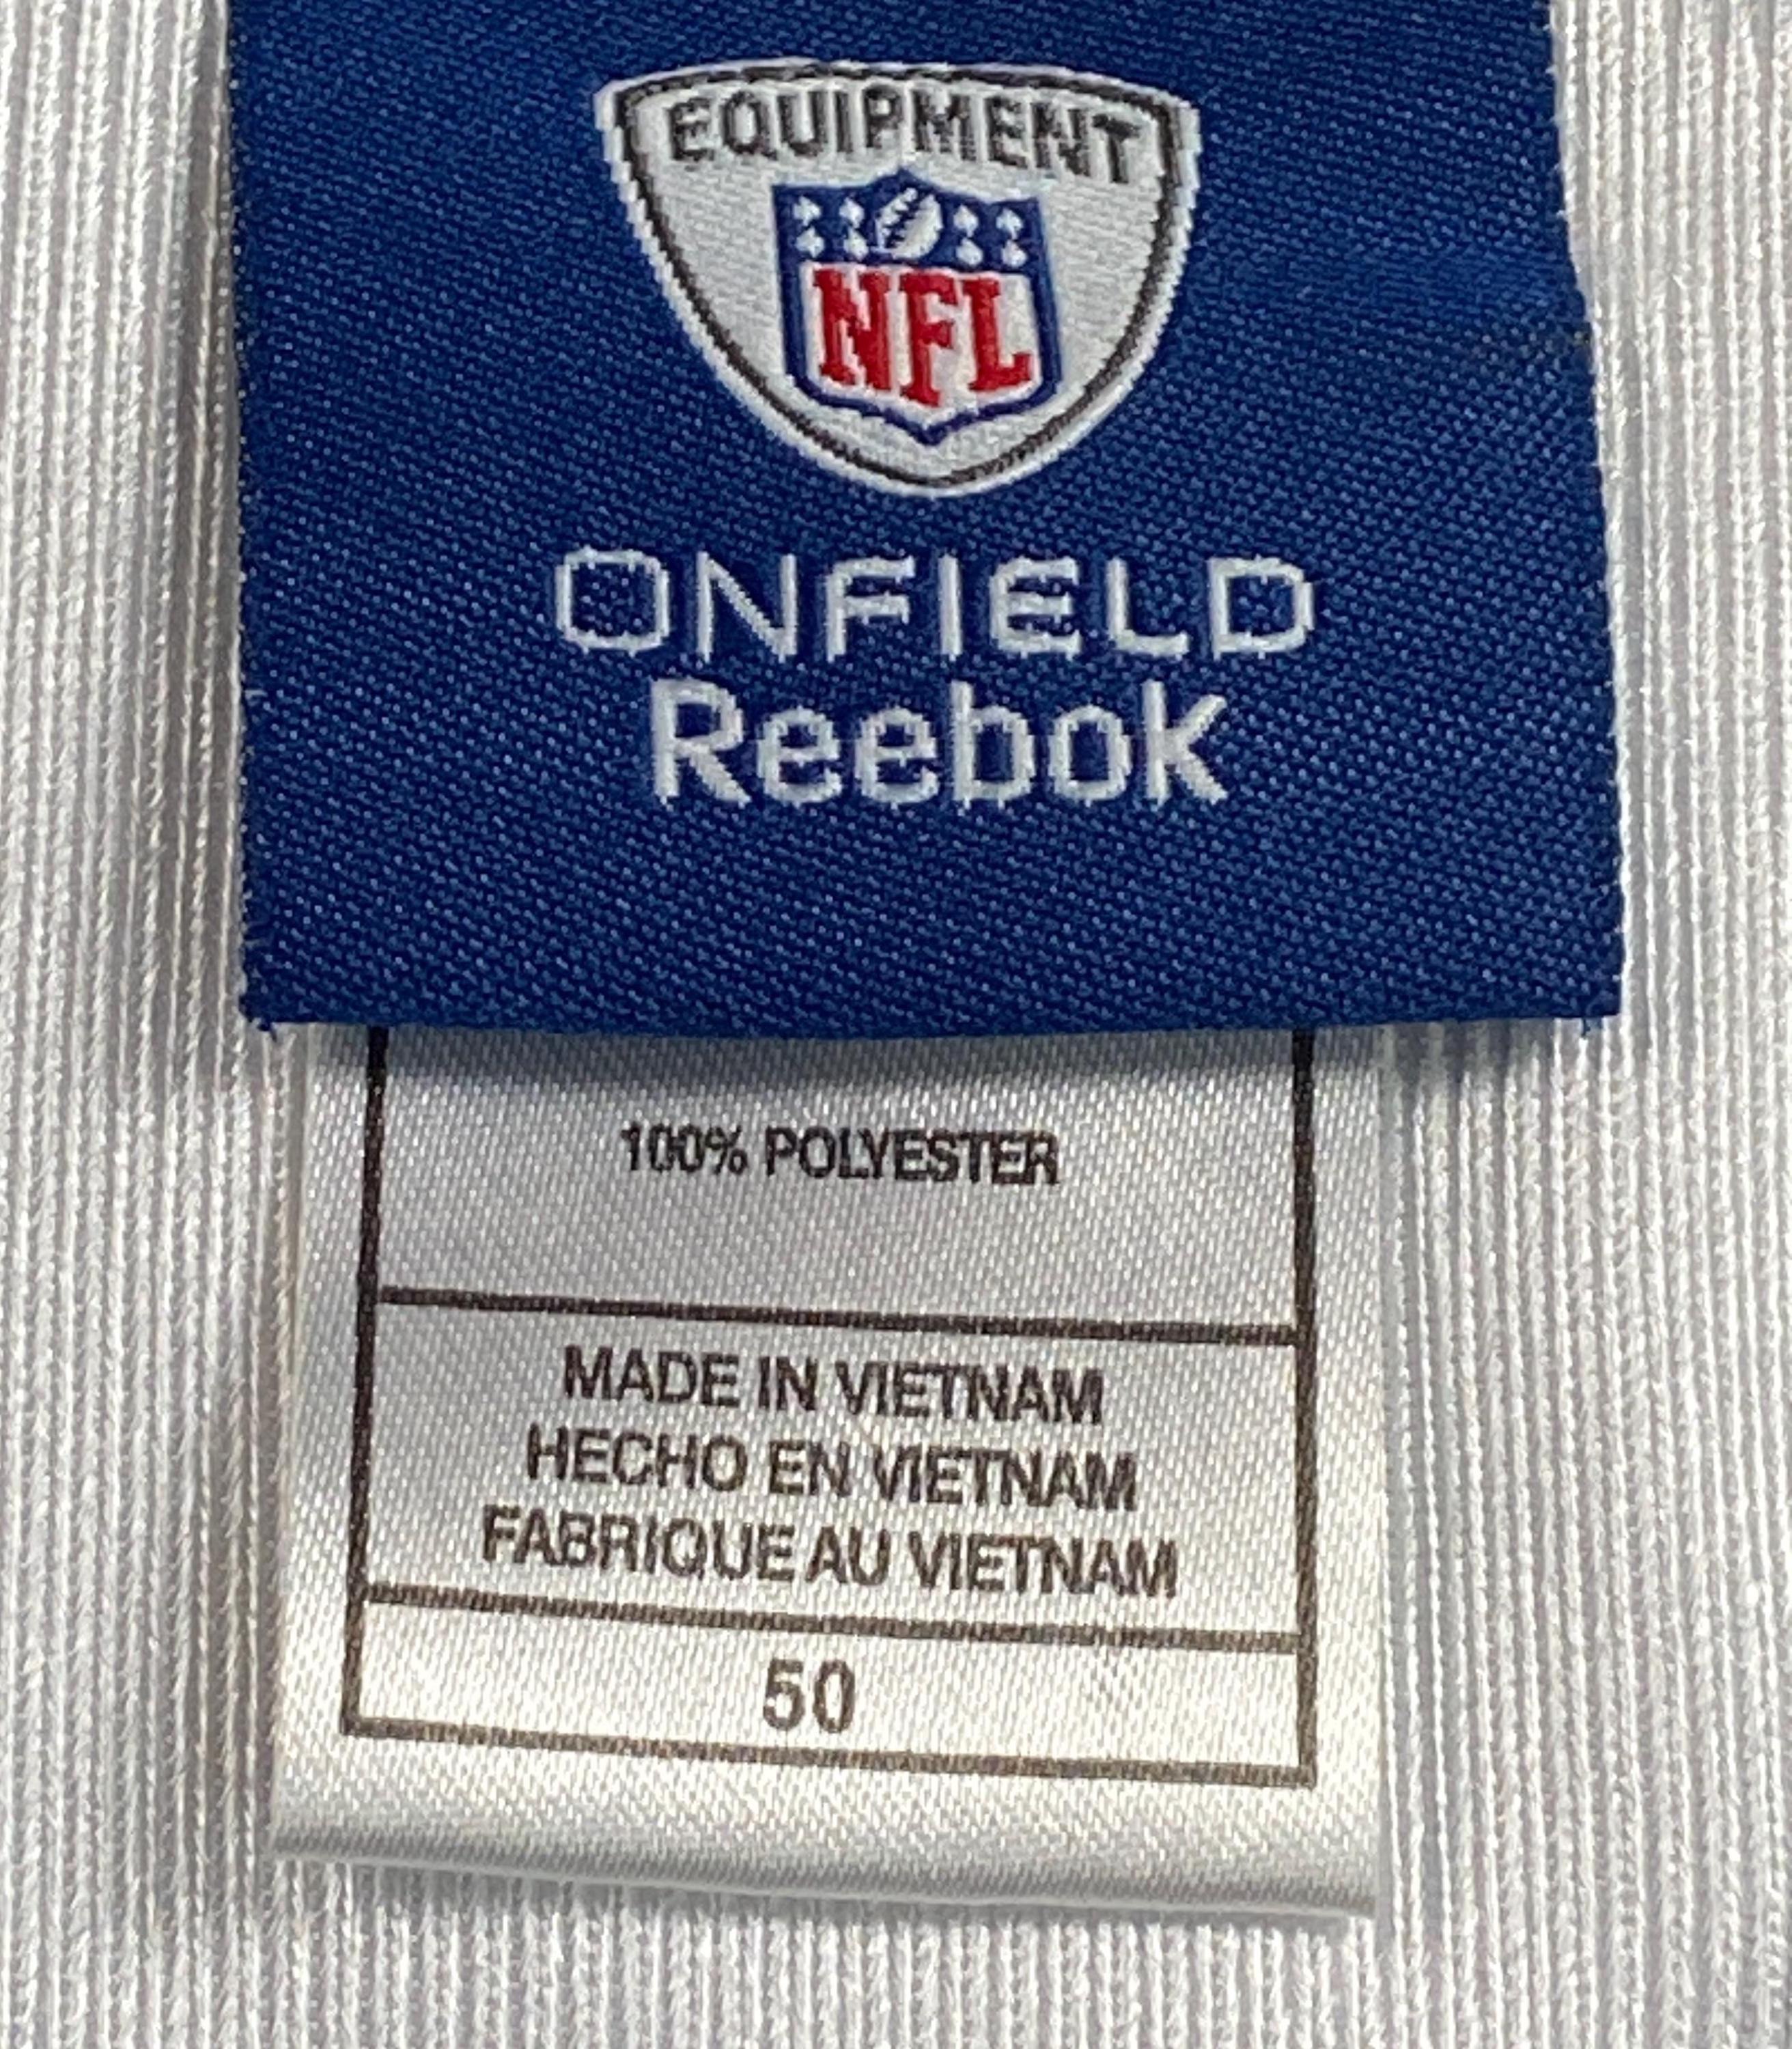 EQUIPMENT
NFL
ONFIELD
Reebok
100% POLYESTER
MADE IN VIETNAM
HECHO EN VIETNAM
FABRIQUE AU VIETNAM
50